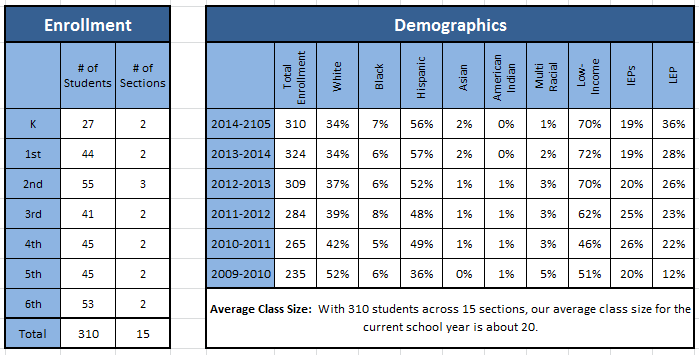 Enrollment
# of Students # of Sections
K 27 2
1st 44 2
2nd 55 3
3rd 41 2
4th 45 2
5th 45 2
6th 53 2
Total 310 15
Demographics
Total Enrollment White Black Hispanic Asian American Indian Multi Racial Low-Income IEPs LEP
2014-2105 310 34% 7% 56% 2% 0% 1% 70% 19% 36%
2013-2014 324 34% 6% 57% 2% 0% 2% 72% 19% 28%
2012-2013 309 37% 6% 52% 1% 1% 3% 70% 20% 26%
2011-2012 284 39% 8% 48% 1% 1% 3% 62% 25% 23%
2010-2011 265 42% 5% 49% 1% 1% 3% 46% 26% 22%
2009-2010 235 52% 6% 36% 0% 1% 5% 51% 20% 12%
Average Class Size: With 310 students across 15 sections, our average class size for the
current school year is about 20.